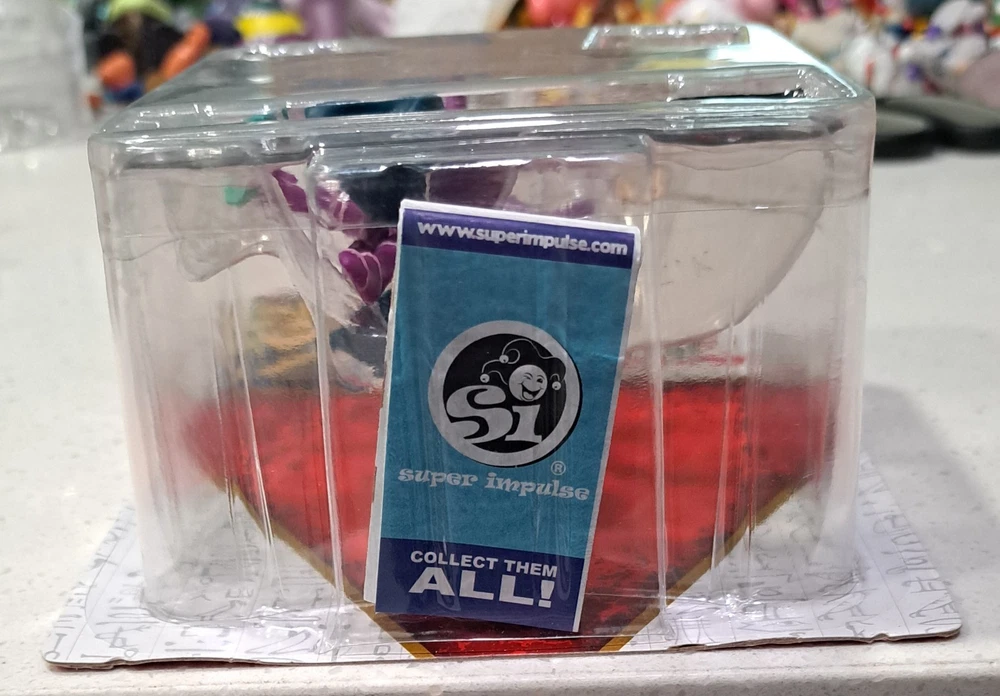 www.superimpulse.com
Si
®
super impulse
COLLECT THEM
ALL!